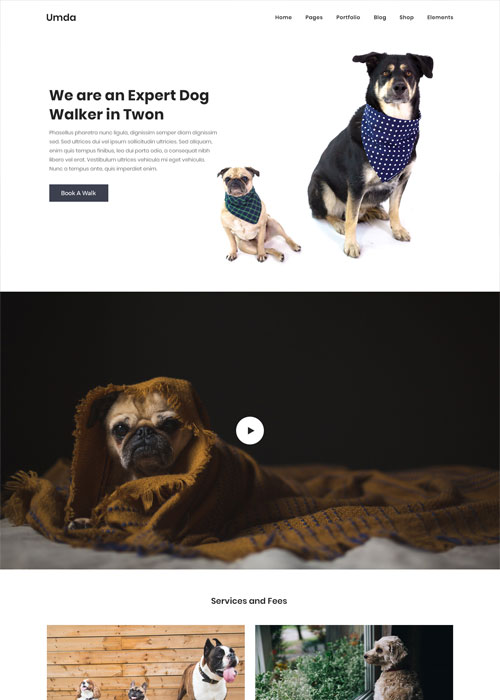 Umda
Home Pages Portfolio Blog Shop Elements
We are an Expert Dog
Walker in Twon
Phasellus pharetra nunc ligula, dignissim semper diam dignissim
sed. Sed ultrices dui vel ipsum sollicitudin ultricies. Sed aliquam,
enim quis tempus finibus, leo dui porta odio, a consequat nibh
libero vel erat. Vestibulum ultrices vehicula mi eget vehicula.
Nunc a tempus ante, quis imperdiet enim.
Book A Walk
Services and Fees